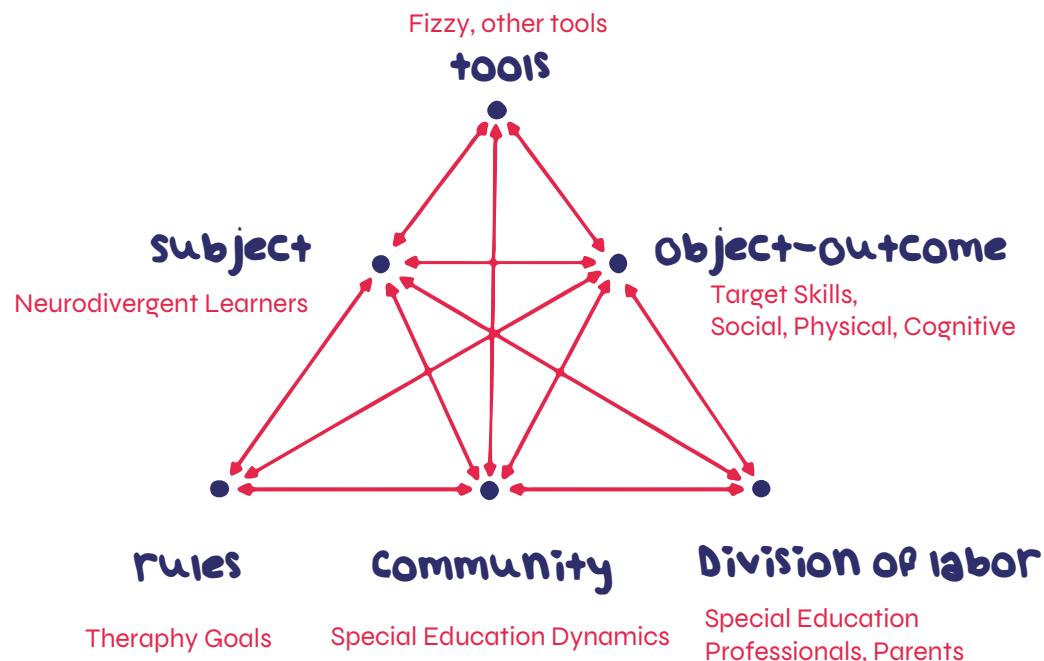 Fizzy, other tools
tools
subject
Neurodivergent Learners
object-outcome
Target Skills,
Social, Physical, Cognitive
rules
Theraphy Goals
community
Special Education Dynamics
Division of labor
Special Education
Professionals, Parents